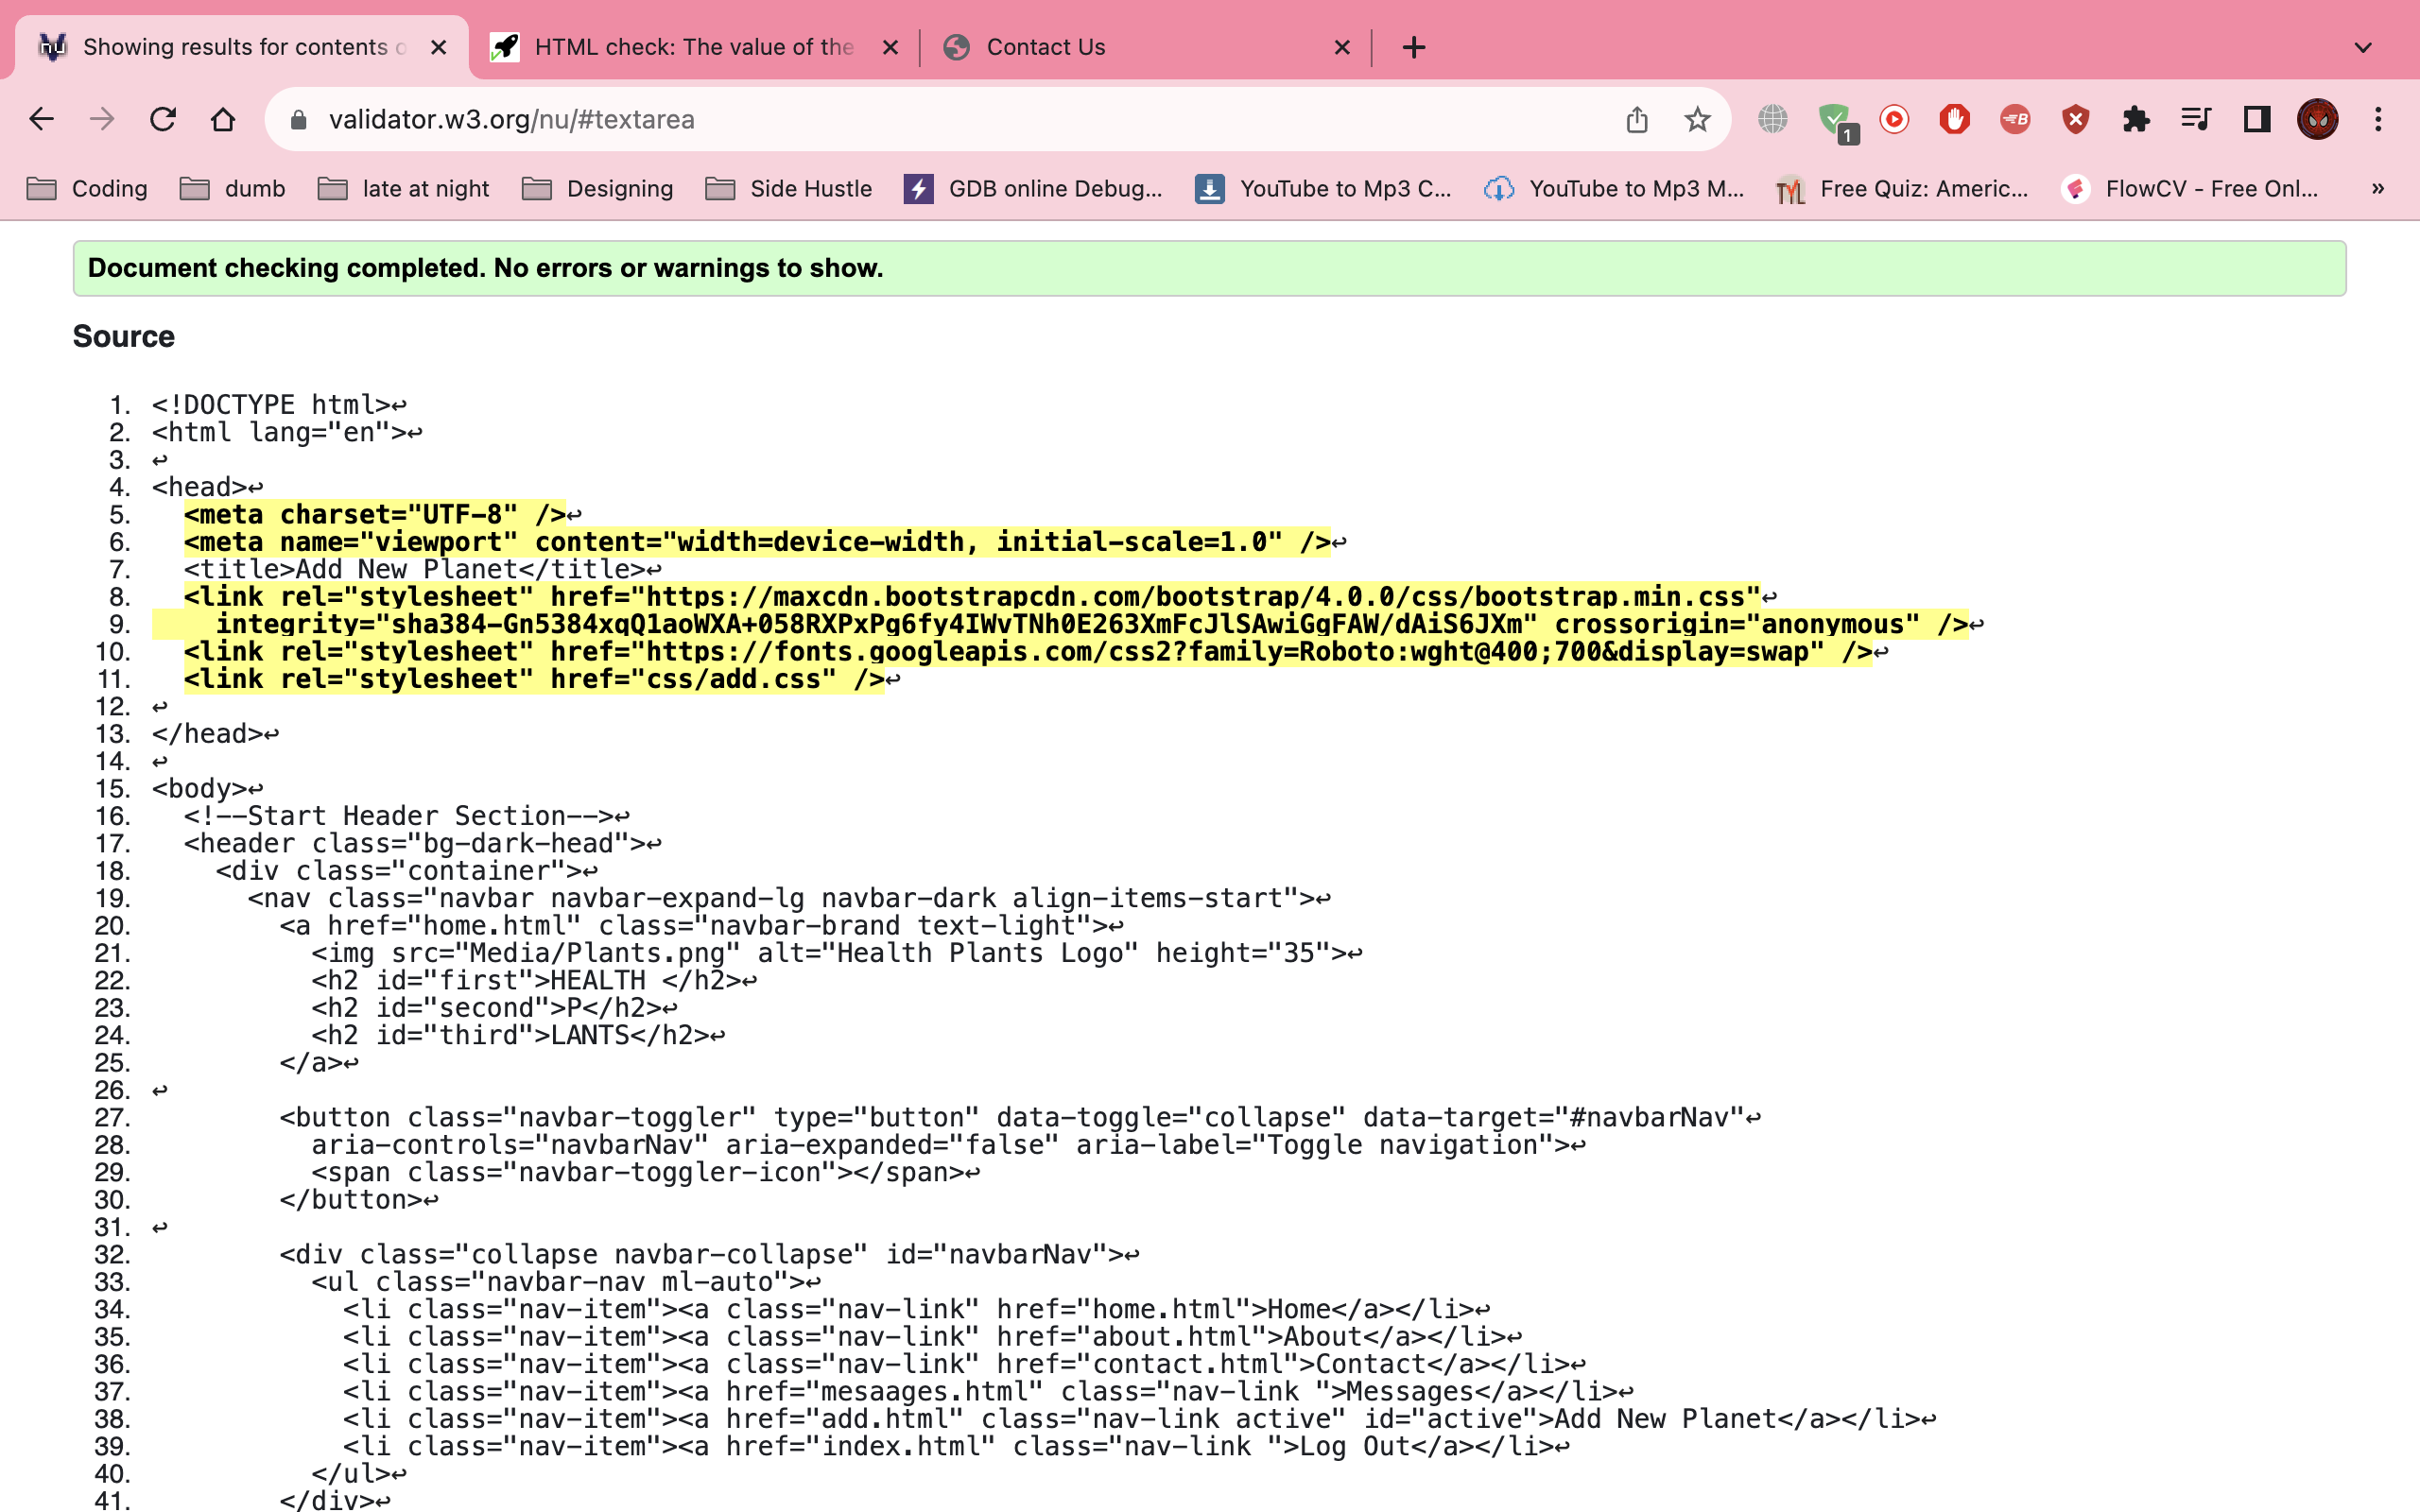 Showing results for contents o
HTML check: The value of the
Contact Us
validator.w3.org/nu/#textarea
1
Coding
dumb
late at night
Designing
Side Hustle
GDB online Debug...
YouTube to Mp3 C...
YouTube to Mp3 M...
Free Quiz: Americ...
FlowCV - Free Onl...
»
Document checking completed. No errors or warnings to show.
Source
1. <!DOCTYPE html>↩
2. <html lang="en">↩
3. ↩
4. <head>↩
5. <meta charset="UTF-8" />↩
6. <meta name="viewport" content="width=device-width, initial-scale=1.0" />↩
7. <title>Add New Planet</title>↩
8. <link rel="stylesheet" href="https://maxcdn.bootstrapcdn.com/bootstrap/4.0.0/css/bootstrap.min.css"↩
9. integrity="sha384-Gn5384xqQ1aoWXA+058RXPxPg6fy4IWvTNh0E263XmFcJlSAwiGgFAW/dAiS6JXm" crossorigin="anonymous" />↩
10. <link rel="stylesheet" href="https://fonts.googleapis.com/css2?family=Roboto:wght@400;700&display=swap" />↩
11. <link rel="stylesheet" href="css/add.css" />↩
12. ↩
13. </head>↩
14. ↩
15. <body>↩
16. <!--Start Header Section-->↩
17. <header class="bg-dark-head">↩
18. <div class="container">↩
19. <nav class="navbar navbar-expand-lg navbar-dark align-items-start">↩
20. <a href="home.html" class="navbar-brand text-light">↩
21. <img src="Media/Plants.png" alt="Health Plants Logo" height="35">↩
22. <h2 id="first">HEALTH </h2>↩
23. <h2 id="second">P</h2>↩
24. <h2 id="third">LANTS</h2>↩
25. </a>↩
26. ↩
27. <button class="navbar-toggler" type="button" data-toggle="collapse" data-target="#navbarNav"↩
28. aria-controls="navbarNav" aria-expanded="false" aria-label="Toggle navigation">↩
29. <span class="navbar-toggler-icon"></span>↩
30. </button>↩
31. ↩
32. <div class="collapse navbar-collapse" id="navbarNav">↩
33. <ul class="navbar-nav ml-auto">↩
34. <li class="nav-item"><a class="nav-link" href="home.html">Home</a></li>↩
35. <li class="nav-item"><a class="nav-link" href="about.html">About</a></li>↩
36. <li class="nav-item"><a class="nav-link" href="contact.html">Contact</a></li>↩
37. <li class="nav-item"><a href="mesaages.html" class="nav-link ">Messages</a></li>↩
38. <li class="nav-item"><a href="add.html" class="nav-link active" id="active">Add New Planet</a></li>↩
39. <li class="nav-item"><a href="index.html" class="nav-link ">Log Out</a></li>↩
40. </ul>↩
41. </div>↩